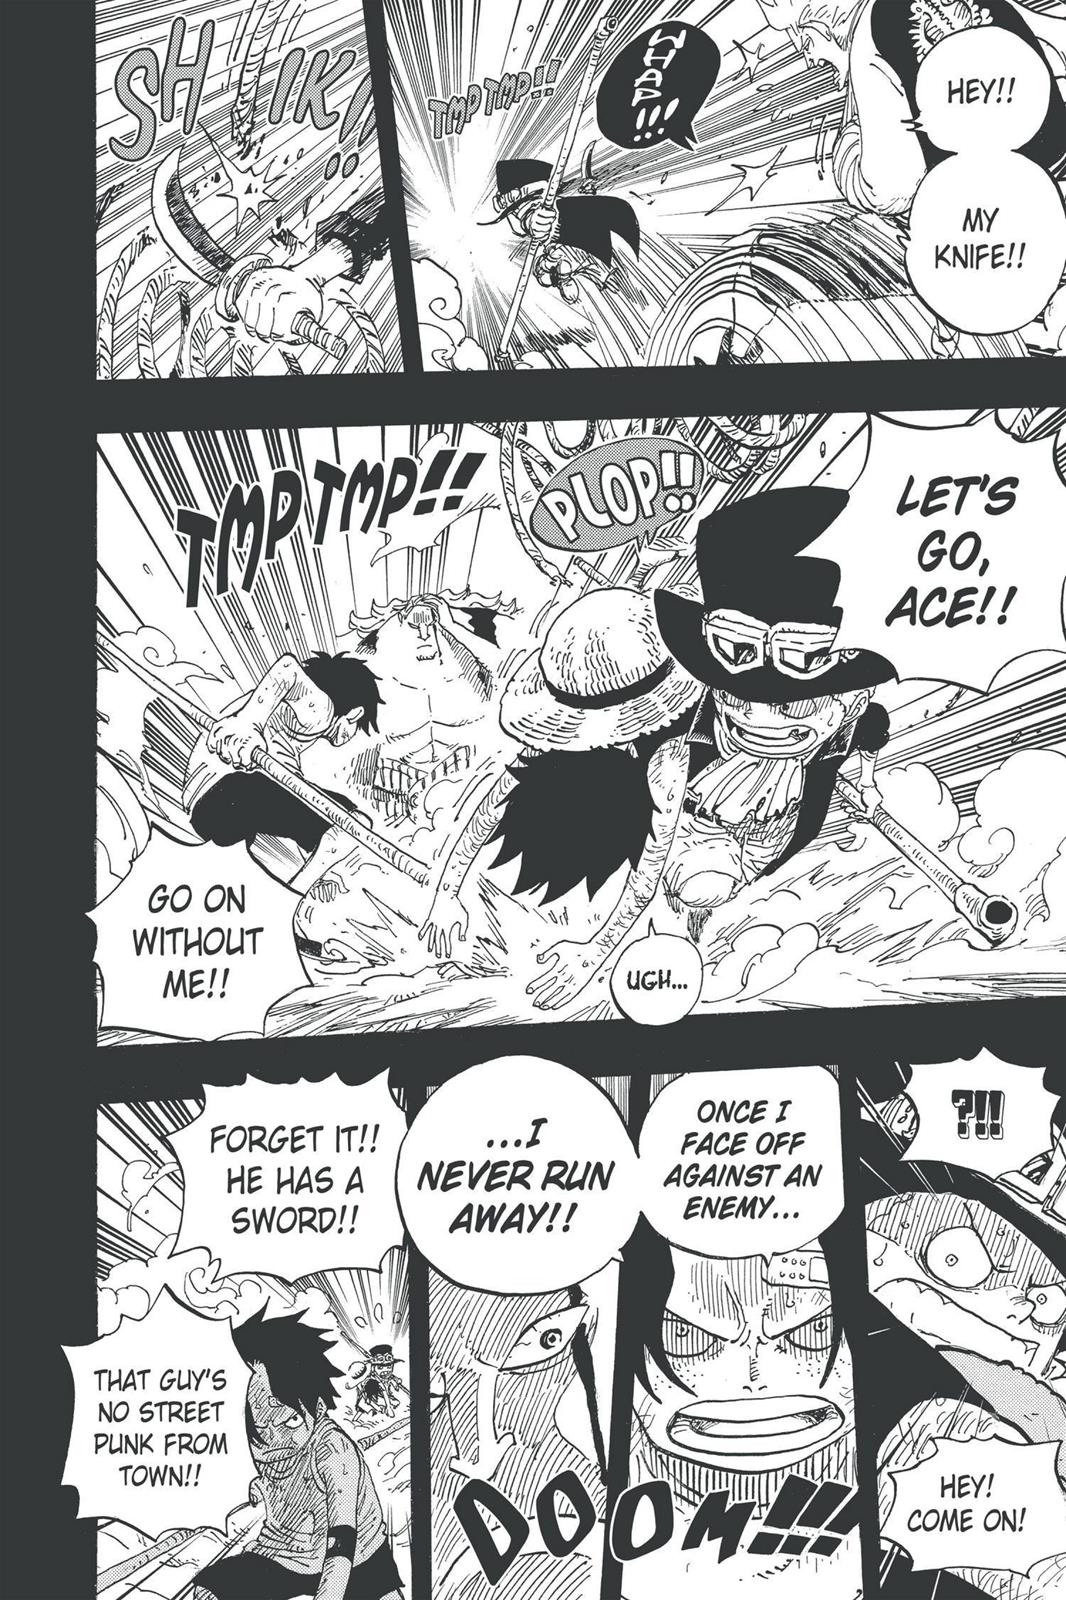 HEY!!
MY
KNIFE!!
WHAP!!!
TMP TMP!!
SHIK!!
LET'S
GO,
ACE!!
PLOP!!
UGH...
TMP TMP!!
GO ON
WITHOUT
ME!!
?!!
HEY!
COME ON!
ONCE I
FACE OFF
AGAINST AN
ENEMY...
...I
NEVER RUN
AWAY!!
DOOM!!!
FORGET IT!!
HE HAS A
SWORD!!
THAT GUY'S
NO STREET
PUNK FROM
TOWN!!